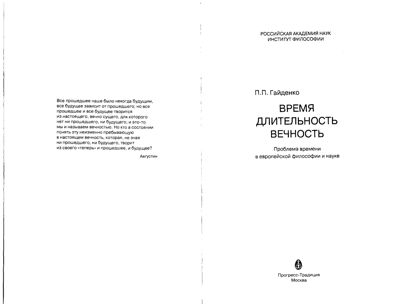 Все прошедшее наше было некогда будущим,
все будущее зависит от прошедшего; но все
прошедшее и все будущее творится
из настоящего, вечно сущего, для которого
нет ни прошедшего, ни будущего; и это-то
мы и называем вечностью. Но кто в состоянии
понять эту неизменно пребывающую
в настоящем вечность, которая, не зная
ни прошедшего, ни будущего, творит
из своего «теперь» и прошедшее, и будущее?
Августин
РОССИЙСКАЯ АКАДЕМИЯ НАУК
ИНСТИТУТ ФИЛОСОФИИ
П.П. Гайденко
ВРЕМЯ
ДЛИТЕЛЬНОСТЬ
ВЕЧНОСТЬ
Проблема времени
в европейской философии и науке
Прогресс-Традиция
Москва